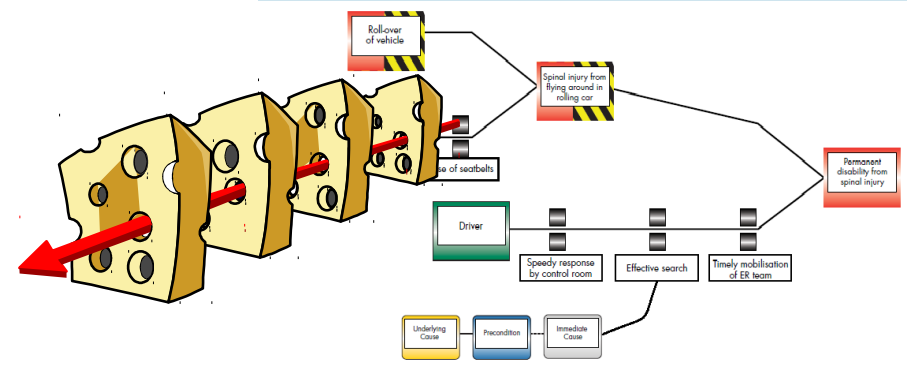 Roll-over
of vehicle
Spinal injury from
flying around in
rolling car
se of seatbelts
Permanent
disability from
spinal injury
Driver
Speedy response
by control room
Effective search
Timely mobilisation
of ER team
Underlying
Cause
Precondition
Immediate
Cause